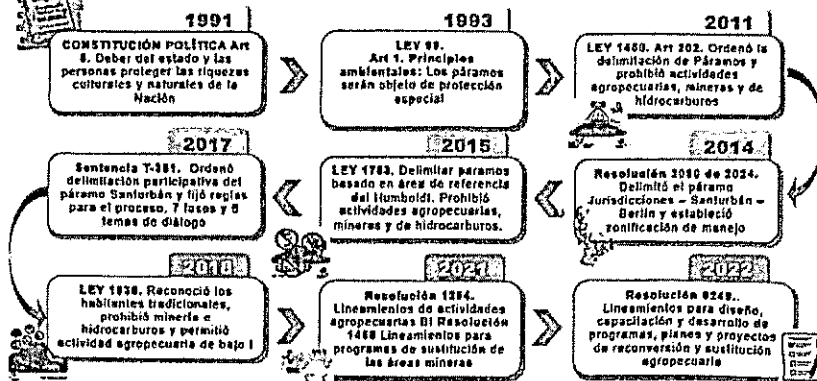 1991
CONSTITUCIÓN POLÍTICA Art
8. Deber del estado y las
personas proteger las riquezas
culturales y naturales de la
Nación
1993
LEY 99.
Art 1. Principios
ambientales: Los páramos
serán objeto de protección
especial
2011
LEY 1450. Art 202. Ordenó la
delimitación de Páramos y
prohibió actividades
agropecuarias, mineras y de
hidrocarburos
2014
Resolución 2090 de 2024.
Delimitó el páramo
Jurisdicciones – Santurbán –
Berlín y estableció
zonificación de manejo
2015
LEY 1753. Delimitar paramos
basado en área de referencia
del Humboldt. Prohibió
actividades agropecuarias,
mineras y de hidrocarburos.
2017
Sentencia T-361. Ordenó
delimitación participativa del
páramo Santurbán y fijó reglas
para el proceso, 7 fases y 6
temas de diálogo
2018
LEY 1930. Reconoció los
habitantes tradicionales,
prohibió minería e
hidrocarburos y permitió
actividad agropecuaria de bajo I
2021
Resolución 1294.
Lineamientos de actividades
agropecuarias BI Resolución
1468 Lineamientos para
programas de sustitución de
las áreas mineras
2022
Resolución
Lineamientos para diseño,
capacitación y desarrollo de
programas, planes y proyectos
de reconversión y sustitución
agropecuaria